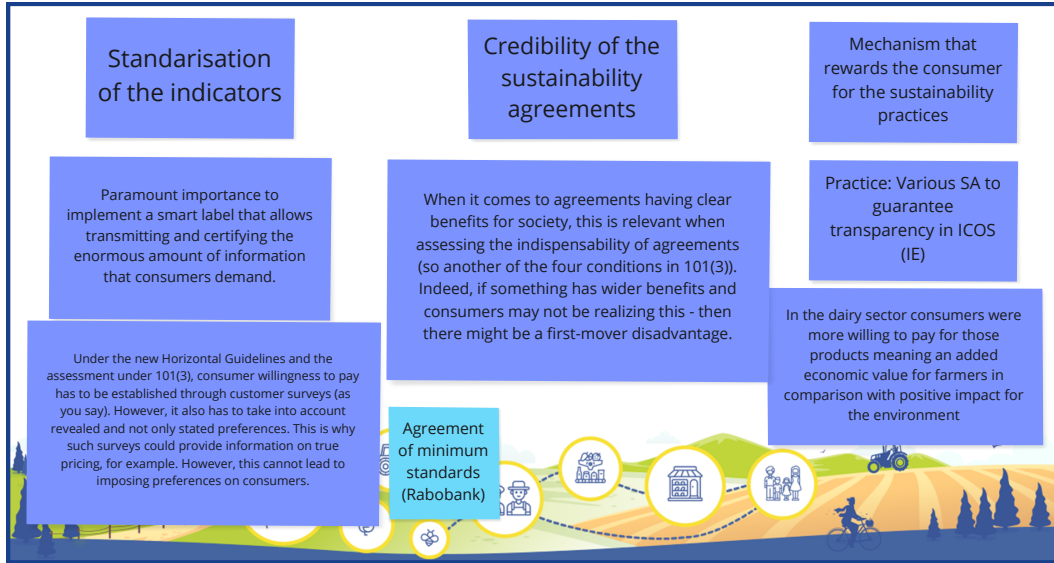 Standarisation
of the indicators
Paramount importance to
implement a smart label that allows
transmitting and certifying the
enormous amount of information
that consumers demand.
Under the new Horizontal Guidelines and the
assessment under 101(3), consumer willingness to pay
has to be established through customer surveys (as
you say). However, it also has to take into account
revealed and not only stated preferences. This is why
such surveys could provide information on true
pricing, for example. However, this cannot lead to
imposing preferences on consumers.
Credibility of the
sustainability
agreements
When it comes to agreements having clear
benefits for society, this is relevant when
assessing the indispensability of agreements
(so another of the four conditions in 101(3)).
Indeed, if something has wider benefits and
consumers may not be realizing this - then
there might be a first-mover disadvantage.
Agreement
of minimum
standards
(Rabobank)
Mechanism that
rewards the consumer
for the sustainability
practices
Practice: Various SA to
guarantee
transparency in ICOS
(IE)
In the dairy sector consumers were
more willing to pay for those
products meaning an added
economic value for farmers in
comparison with positive impact for
the environment